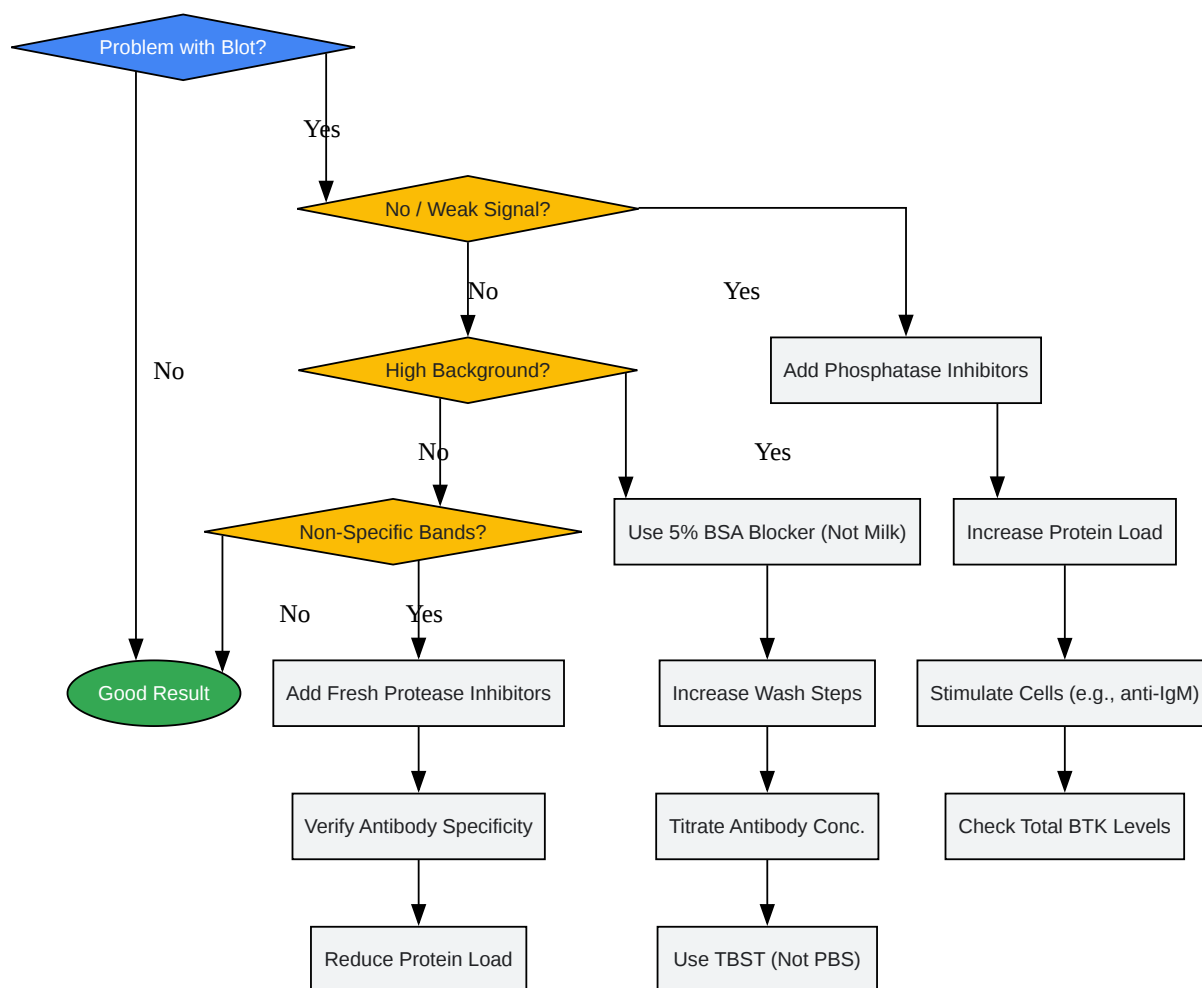 Problem with Blot?
Yes
No / Weak Signal?
No
Yes
No
High Background?
Add Phosphatase Inhibitors
No
Yes
Non-Specific Bands?
Use 5% BSA Blocker (Not Milk)
Increase Protein Load
No
Yes
Good Result
Add Fresh Protease Inhibitors
Increase Wash Steps
Stimulate Cells (e.g., anti-IgM)
Verify Antibody Specificity
Titrate Antibody Conc.
Check Total BTK Levels
Reduce Protein Load
Use TBST (Not PBS)